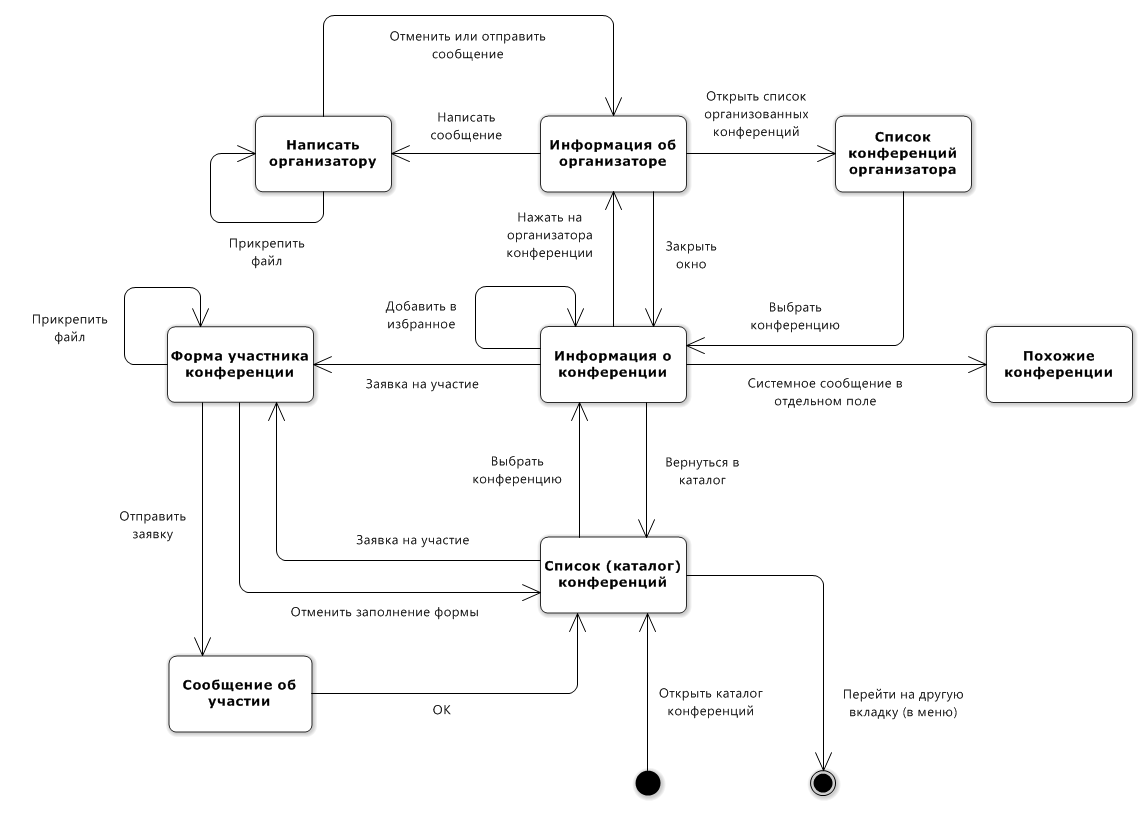 Отменить или отправить
сообщение
Написать
организатору
Написать
сообщение
Информация об
организаторе
Открыть список
организованных
конференций
Список
конференций
организатора
Прикрепить
файл
Нажать на
организатора
конференции
Закрыть
окно
Прикрепить
файл
Добавить в
избранное
Выбрать
конференцию
Форма участника
конференции
Заявка на участие
Информация о
конференции
Системное сообщение в
отдельном поле
Похожие
конференции
Выбрать
конференцию
Вернуться в
каталог
Отправить
заявку
Заявка на участие
Список (каталог)
конференций
Отменить заполнение формы
Сообщение об
участии
ОК
Открыть каталог
конференций
Перейти на другую
вкладку (в меню)